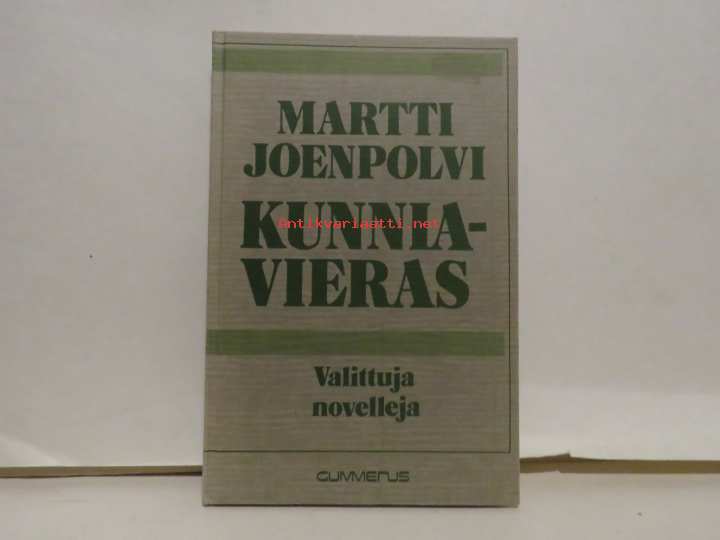 MARTTI
JOENPOLVI
Antikvariaatti.net
KUNNIA-
VIERAS
Valittuja
novelleja
GUMMERUS